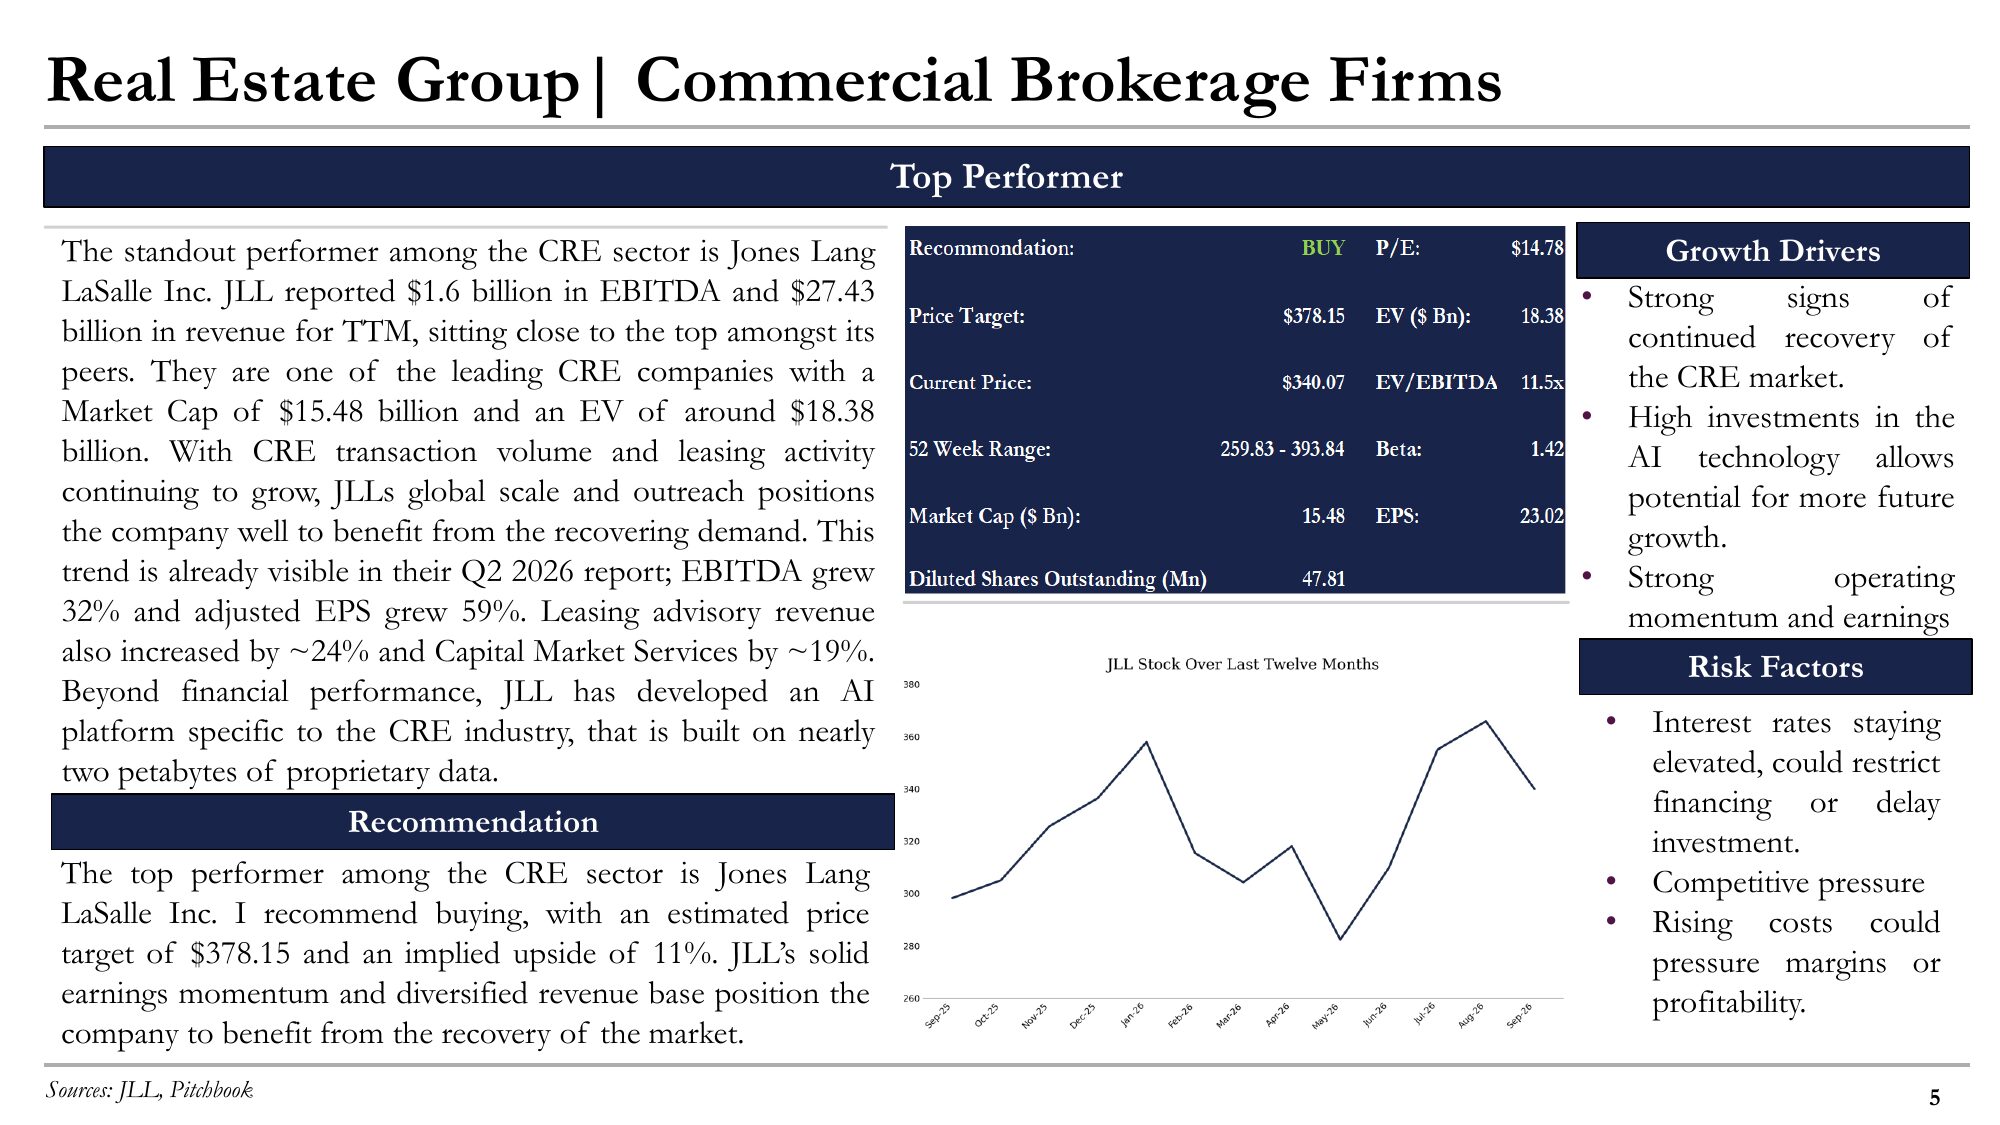 Real Estate Group| Commercial Brokerage Firms
Top Performer
The standout performer among the CRE sector is Jones Lang
LaSalle Inc. JLL reported $1.6 billion in EBITDA and $27.43
billion in revenue for TTM, sitting close to the top amongst its
peers. They are one of the leading CRE companies with a
Market Cap of $15.48 billion and an EV of around $18.38
billion. With CRE transaction volume and leasing activity
continuing to grow, JLLs global scale and outreach positions
the company well to benefit from the recovering demand. This
trend is already visible in their Q2 2026 report; EBITDA grew
32% and adjusted EPS grew 59%. Leasing advisory revenue
also increased by ~24% and Capital Market Services by ~19%.
Beyond financial performance, JLL has developed an AI
platform specific to the CRE industry, that is built on nearly
two petabytes of proprietary data.
Recommendation
The top performer among the CRE sector is Jones Lang
LaSalle Inc. I recommend buying, with an estimated price
target of $378.15 and an implied upside of 11%. JLL’s solid
earnings momentum and diversified revenue base position the
company to benefit from the recovery of the market.
Recommondation: BUY P/E: $14.78
Price Target: $378.15 EV ($ Bn): 18.38
Current Price: $340.07 EV/EBITDA 11.5x
52 Week Range: 259.83 - 393.84 Beta: 1.42
Market Cap ($ Bn): 15.48 EPS: 23.02
Diluted Shares Outstanding (Mn) 47.81
JLL Stock Over Last Twelve Months
380
360
340
320
300
280
260
Sep-25 Oct-25 Nov-25 Dec-25 Jan-26 Feb-26 Mar-26 Apr-26 May-26 Jun-26 Jul-26 Aug-26 Sep-26
Growth Drivers
• Strong signs of
continued recovery of
the CRE market.
• High investments in the
AI technology allows
potential for more future
growth.
• Strong operating
momentum and earnings
Risk Factors
• Interest rates staying
elevated, could restrict
financing or delay
investment.
• Competitive pressure
• Rising costs could
pressure margins or
profitability.
Sources: JLL, Pitchbook
5